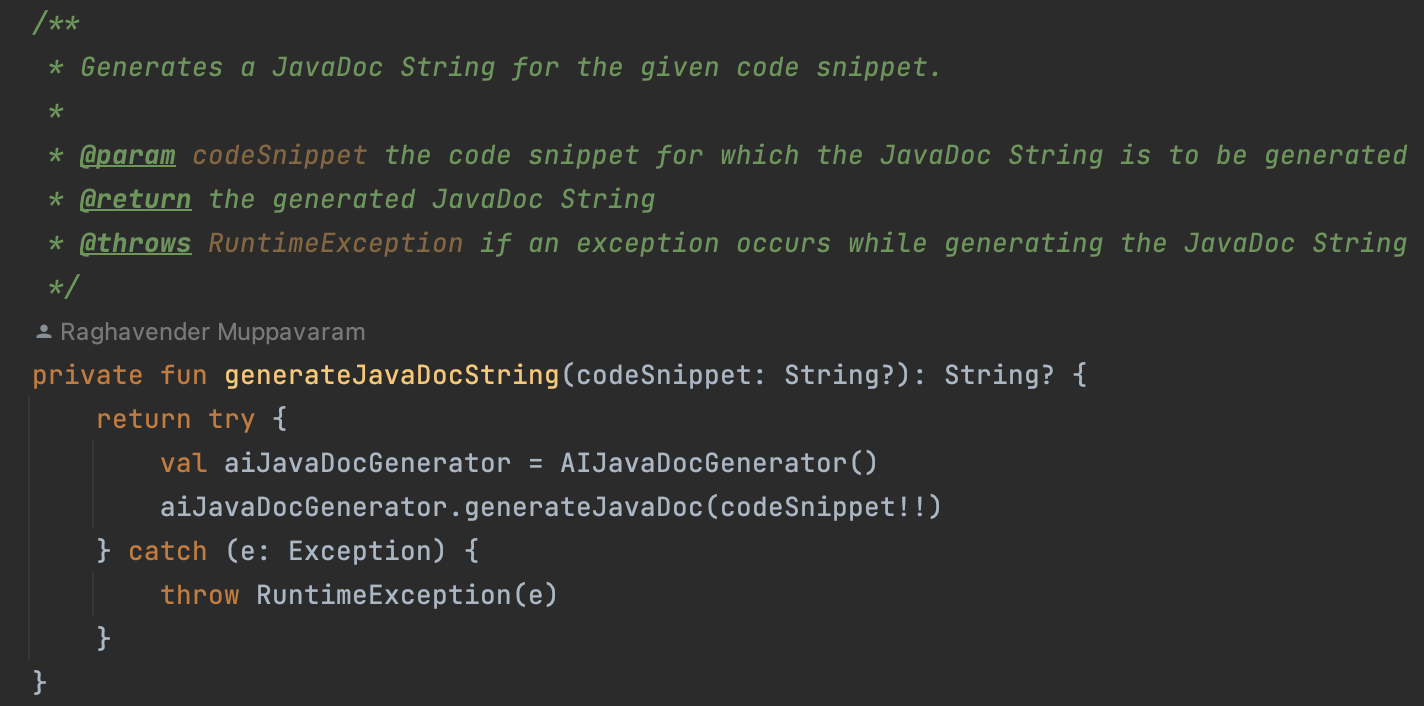 /**
 * Generates a JavaDoc String for the given code snippet.
 *
 * @param codeSnippet the code snippet for which the JavaDoc String is to be generated
 * @return the generated JavaDoc String
 * @throws RuntimeException if an exception occurs while generating the JavaDoc String
 */
Raghavender Muppavaram
private fun generateJavaDocString(codeSnippet: String?): String? {
    return try {
        val aiJavaDocGenerator = AIJavaDocGenerator()
        aiJavaDocGenerator.generateJavaDoc(codeSnippet!!)
    } catch (e: Exception) {
        throw RuntimeException(e)
    }
}